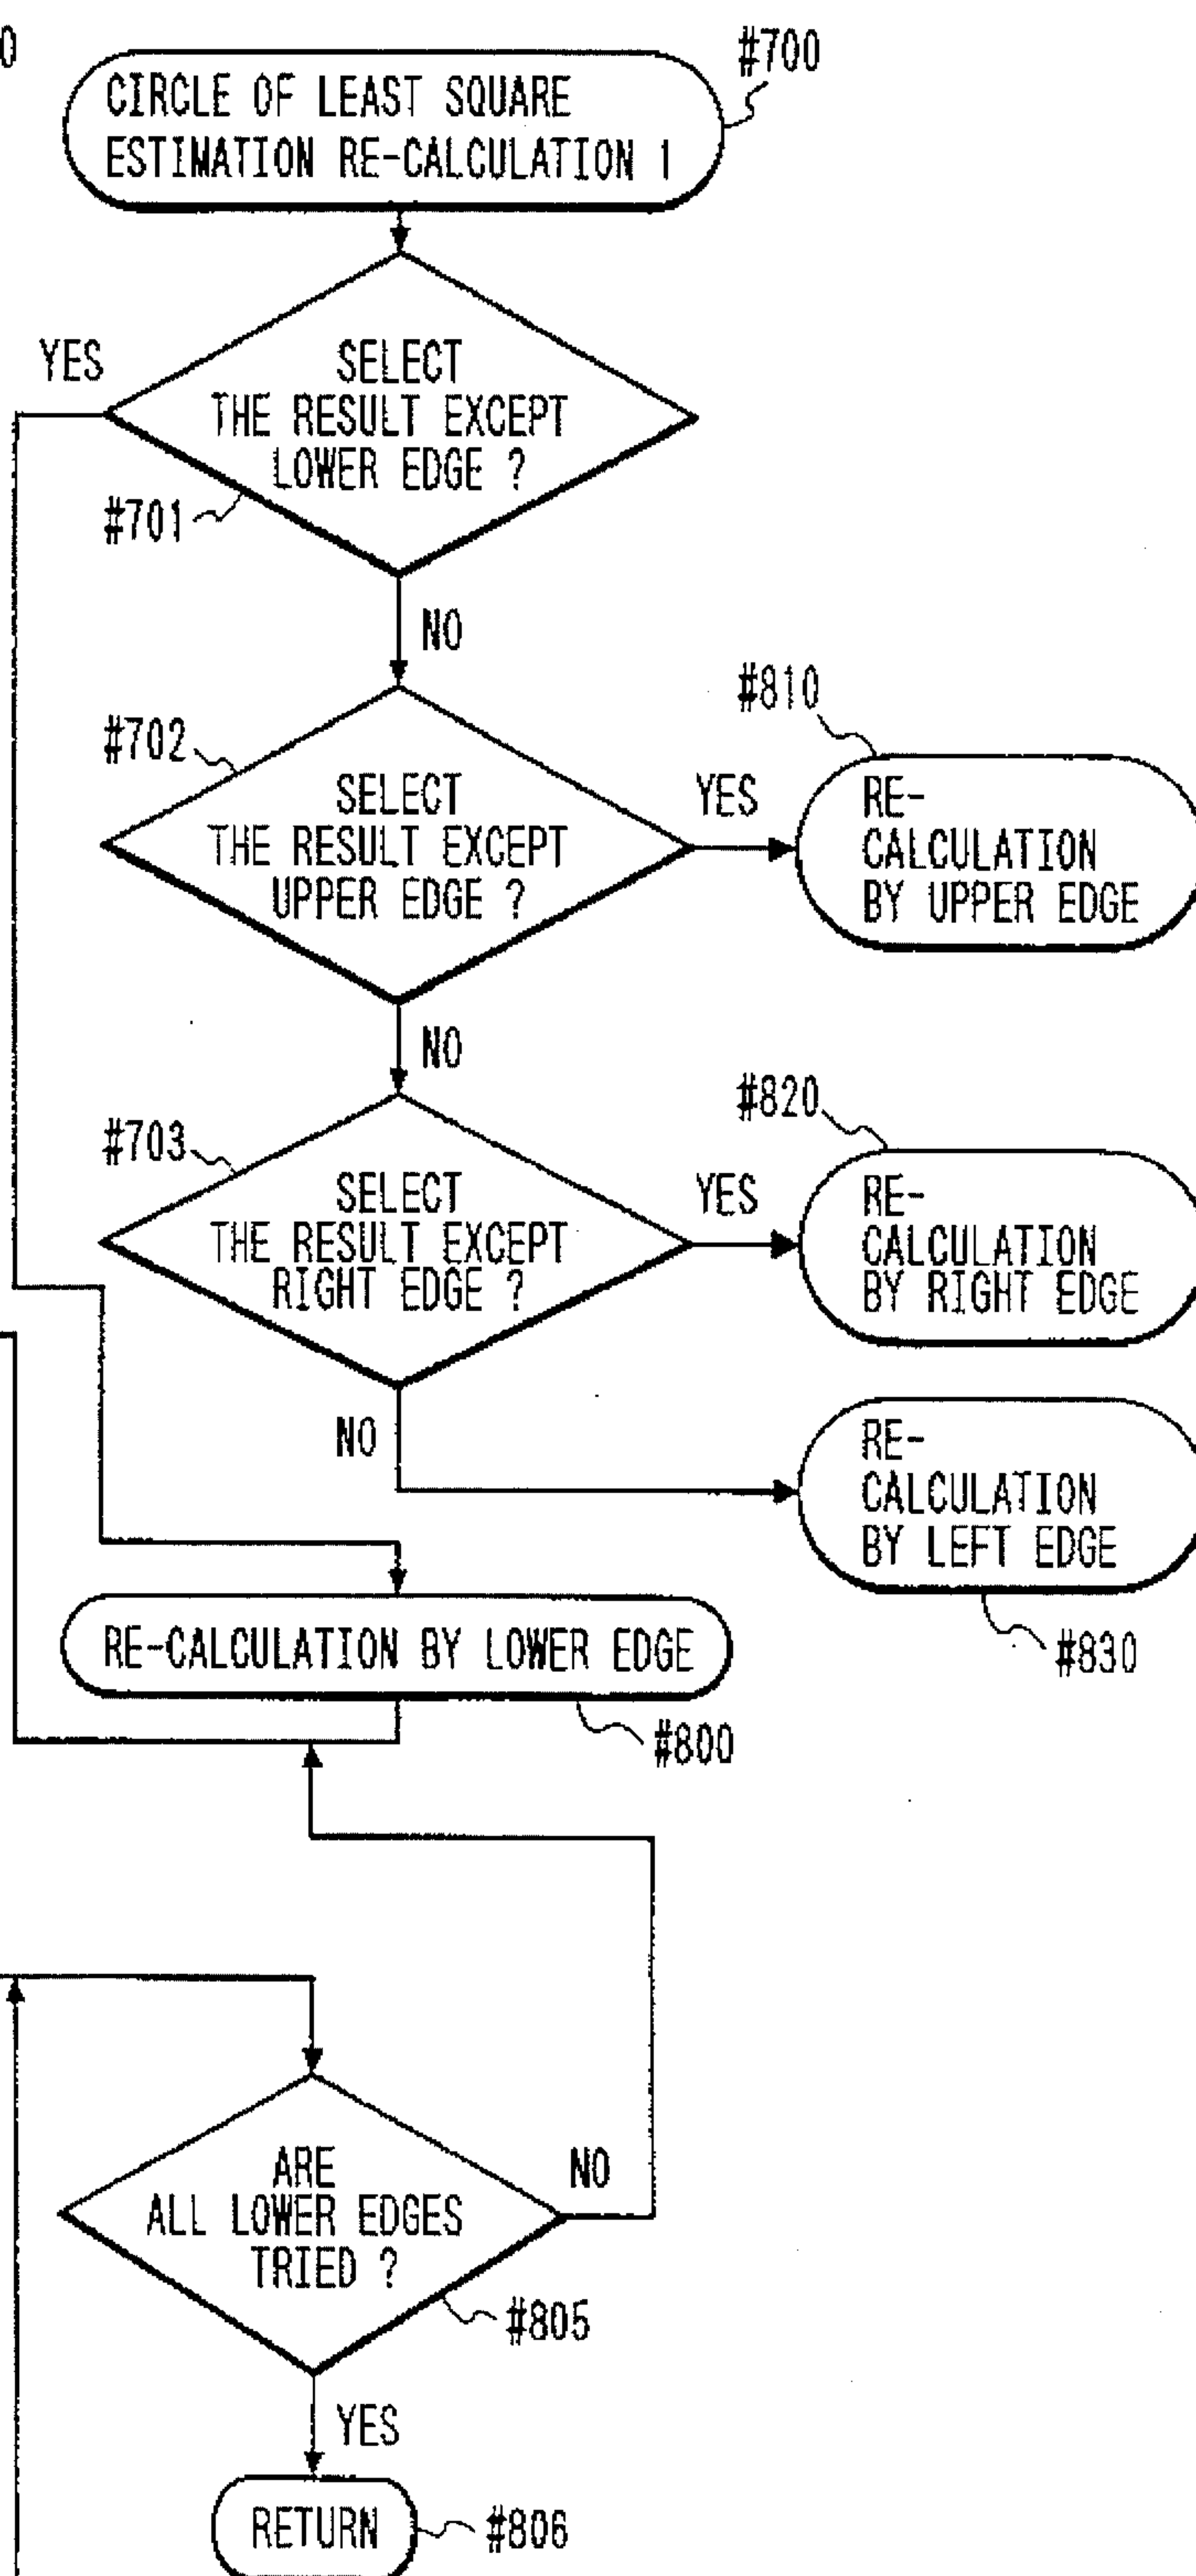 0
#700
CIRCLE OF LEAST SQUARE
ESTIMATION RE-CALCULATION 1
YES
SELECT
THE RESULT EXCEPT
LOWER EDGE ?
#701
NO
#702
SELECT
THE RESULT EXCEPT
UPPER EDGE ?
YES
#810
RE-
CALCULATION
BY UPPER EDGE
NO
#703
SELECT
THE RESULT EXCEPT
RIGHT EDGE ?
YES
#820
RE-
CALCULATION
BY RIGHT EDGE
NO
RE-
CALCULATION
BY LEFT EDGE
#830
RE-CALCULATION BY LOWER EDGE
#800
ARE
ALL LOWER EDGES
TRIED ?
NO
#805
YES
RETURN
#806